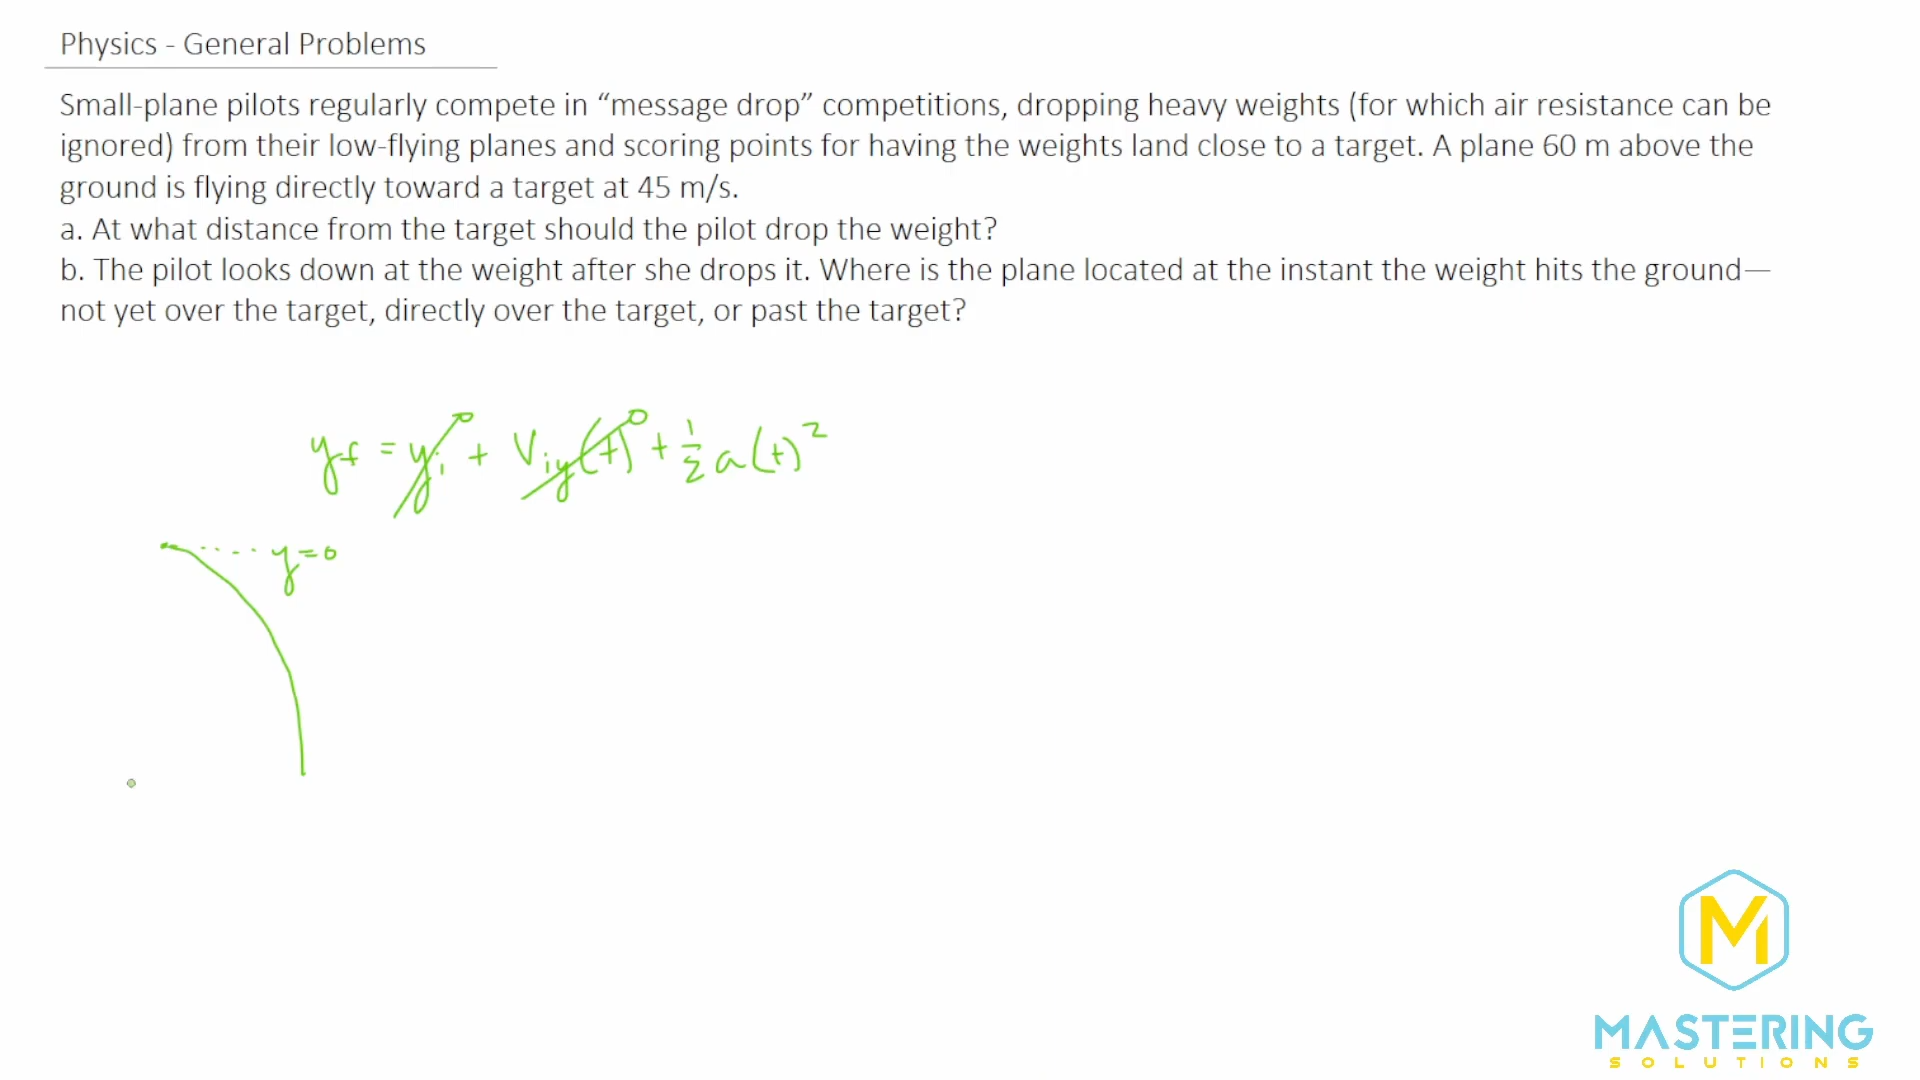 Physics - General Problems
Small-plane pilots regularly compete in “message drop” competitions, dropping heavy weights (for which air resistance can be
ignored) from their low-flying planes and scoring points for having the weights land close to a target. A plane 60 m above the
ground is flying directly toward a target at 45 m/s.
a. At what distance from the target should the pilot drop the weight?
b. The pilot looks down at the weight after she drops it. Where is the plane located at the instant the weight hits the ground—
not yet over the target, directly over the target, or past the target?
yf = yi 0 + Viy(t) 0 + 1/2 a(t)²
y=0
M
MASTERING
SOLUTIONS